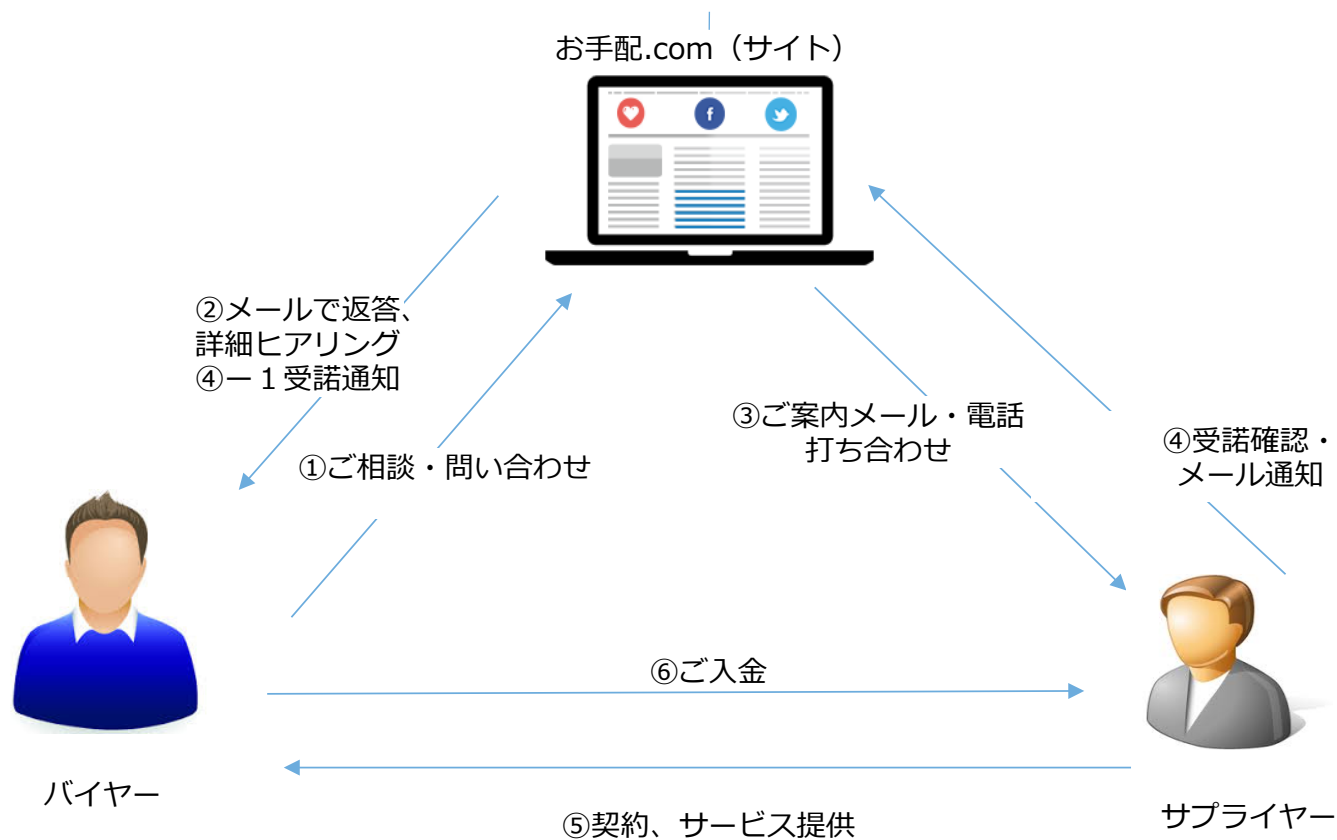 お手配.com（サイト）
②メールで返答、
詳細ヒアリング
④ー１受諾通知
①ご相談・問い合わせ
③ご案内メール・電話
打ち合わせ
④受諾確認・
メール通知
⑥ご入金
バイヤー
⑤契約、サービス提供
サプライヤー